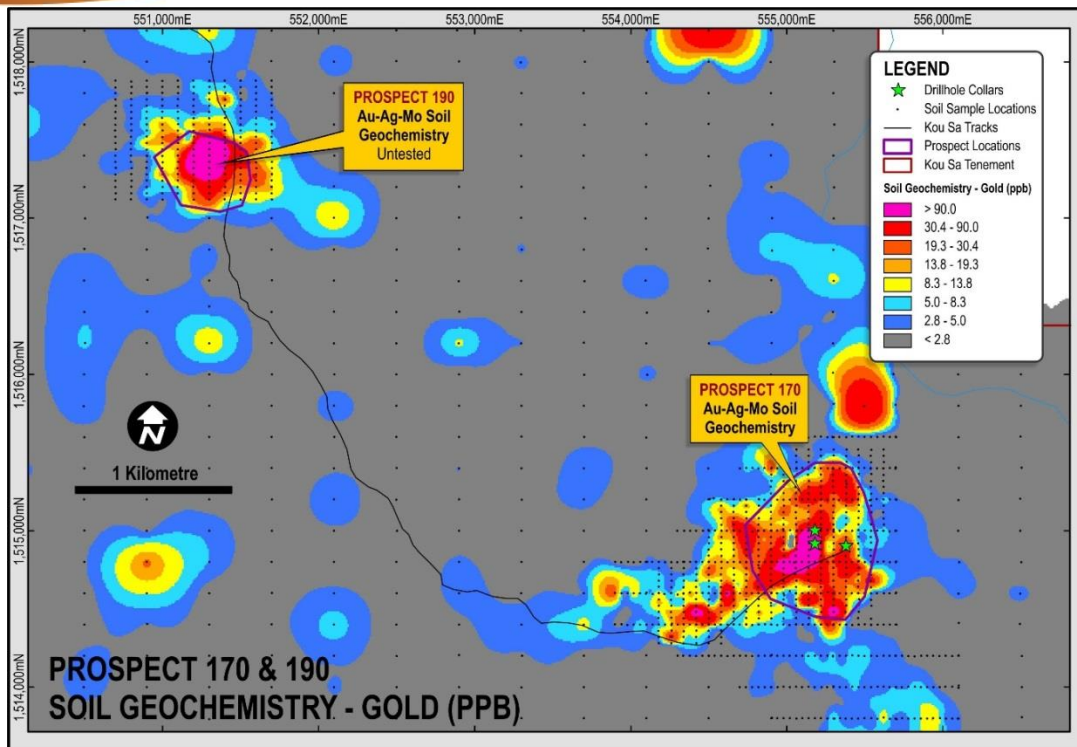 551,000mE
552,000mE
553,000mE
554,000mE
555,000mE
556,000mE
1,518,000mN
1,517,000mN
1,516,000mN
1,515,000mN
1,514,000mN
PROSPECT 190
Au-Ag-Mo Soil
Geochemistry
Untested
LEGEND
Drillhole Collars
Soil Sample Locations
Kou Sa Tracks
Prospect Locations
Kou Sa Tenement
Soil Geochemistry - Gold (ppb)
> 90.0
30.4 - 90.0
19.3 - 30.4
13.8 - 19.3
8.3 - 13.8
5.0 - 8.3
2.8 - 5.0
< 2.8
PROSPECT 170
Au-Ag-Mo Soil
Geochemistry
N
1 Kilometre
PROSPECT 170 & 190
SOIL GEOCHEMISTRY - GOLD (PPB)